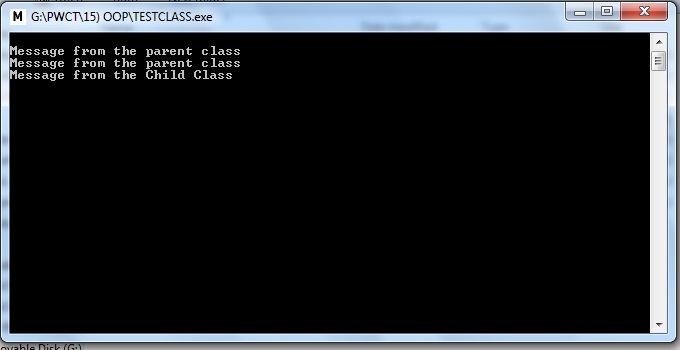 M G:\PWCT\15) OOP\TESTCLASS.exe
Message from the parent class
Message from the parent class
Message from the Child Class
Disk (G:)